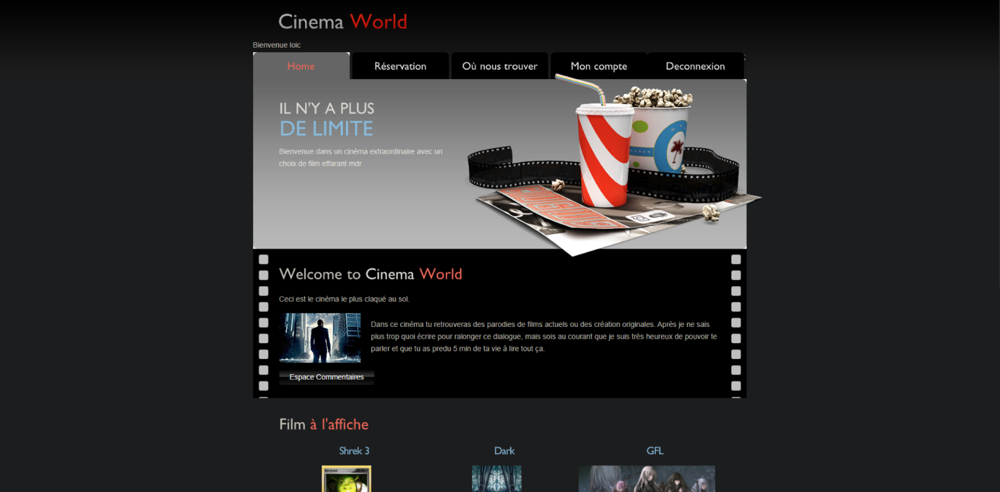 Cinema World
Bienvenue loic
Home
Réservation
Où nous trouver
Mon compte
Deconnexion
IL N'Y A PLUS
DE LIMITE
Bienvenue dans un cinéma extraordinaire avec un
choix de film effarant mdr
Welcome to Cinema World
Ceci est le cinéma le plus claqué au sol.
Dans ce cinéma tu retrouveras des parodies de films actuels ou des création originales. Après je ne sais
plus trop quoi écrire pour ralonger ce dialogue, mais sois au courant que je suis très heureux de pouvoir te
parler et que tu as predu 5 min de ta vie à lire tout ça.
Espace Commentaires
Film à l'affiche
Shrek 3
Dark
GFL